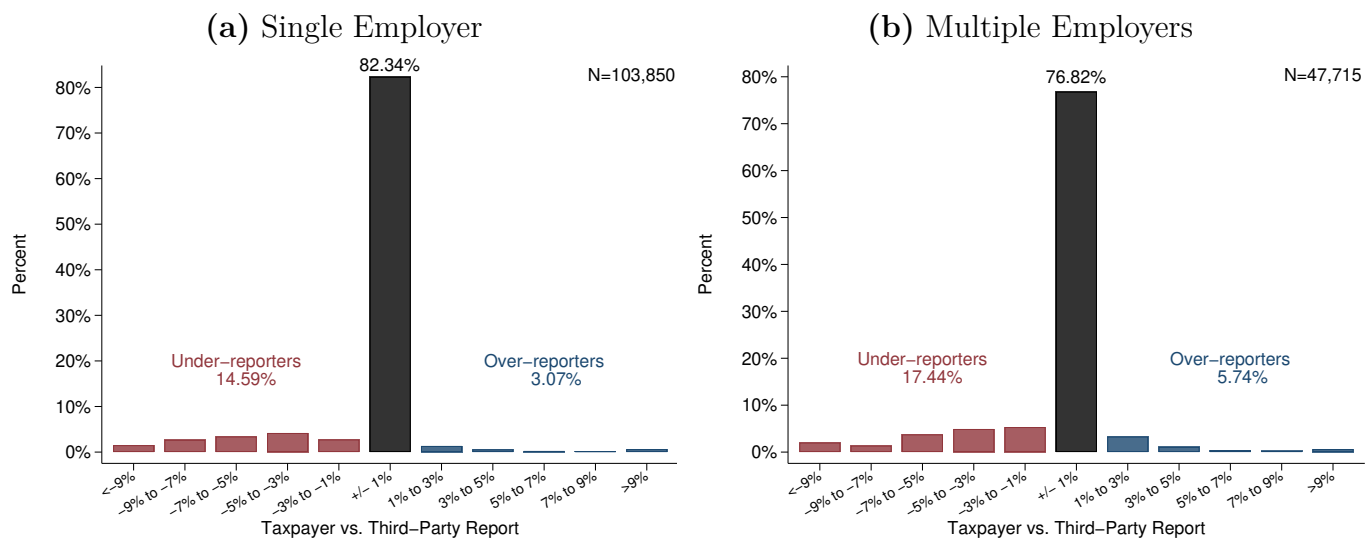 (a) Single Employer
82.34%
N=103,850
80%
70%
60%
50%
40%
30%
20%
10%
0%
Percent
Under−reporters
14.59%
Over−reporters
3.07%
<−9%
−9% to −7%
−7% to −5%
−5% to −3%
−3% to −1%
+/− 1%
1% to 3%
3% to 5%
5% to 7%
7% to 9%
>9%
Taxpayer vs. Third−Party Report
(b) Multiple Employers
76.82%
N=47,715
80%
70%
60%
50%
40%
30%
20%
10%
0%
Percent
Under−reporters
17.44%
Over−reporters
5.74%
<−9%
−9% to −7%
−7% to −5%
−5% to −3%
−3% to −1%
+/− 1%
1% to 3%
3% to 5%
5% to 7%
7% to 9%
>9%
Taxpayer vs. Third−Party Report